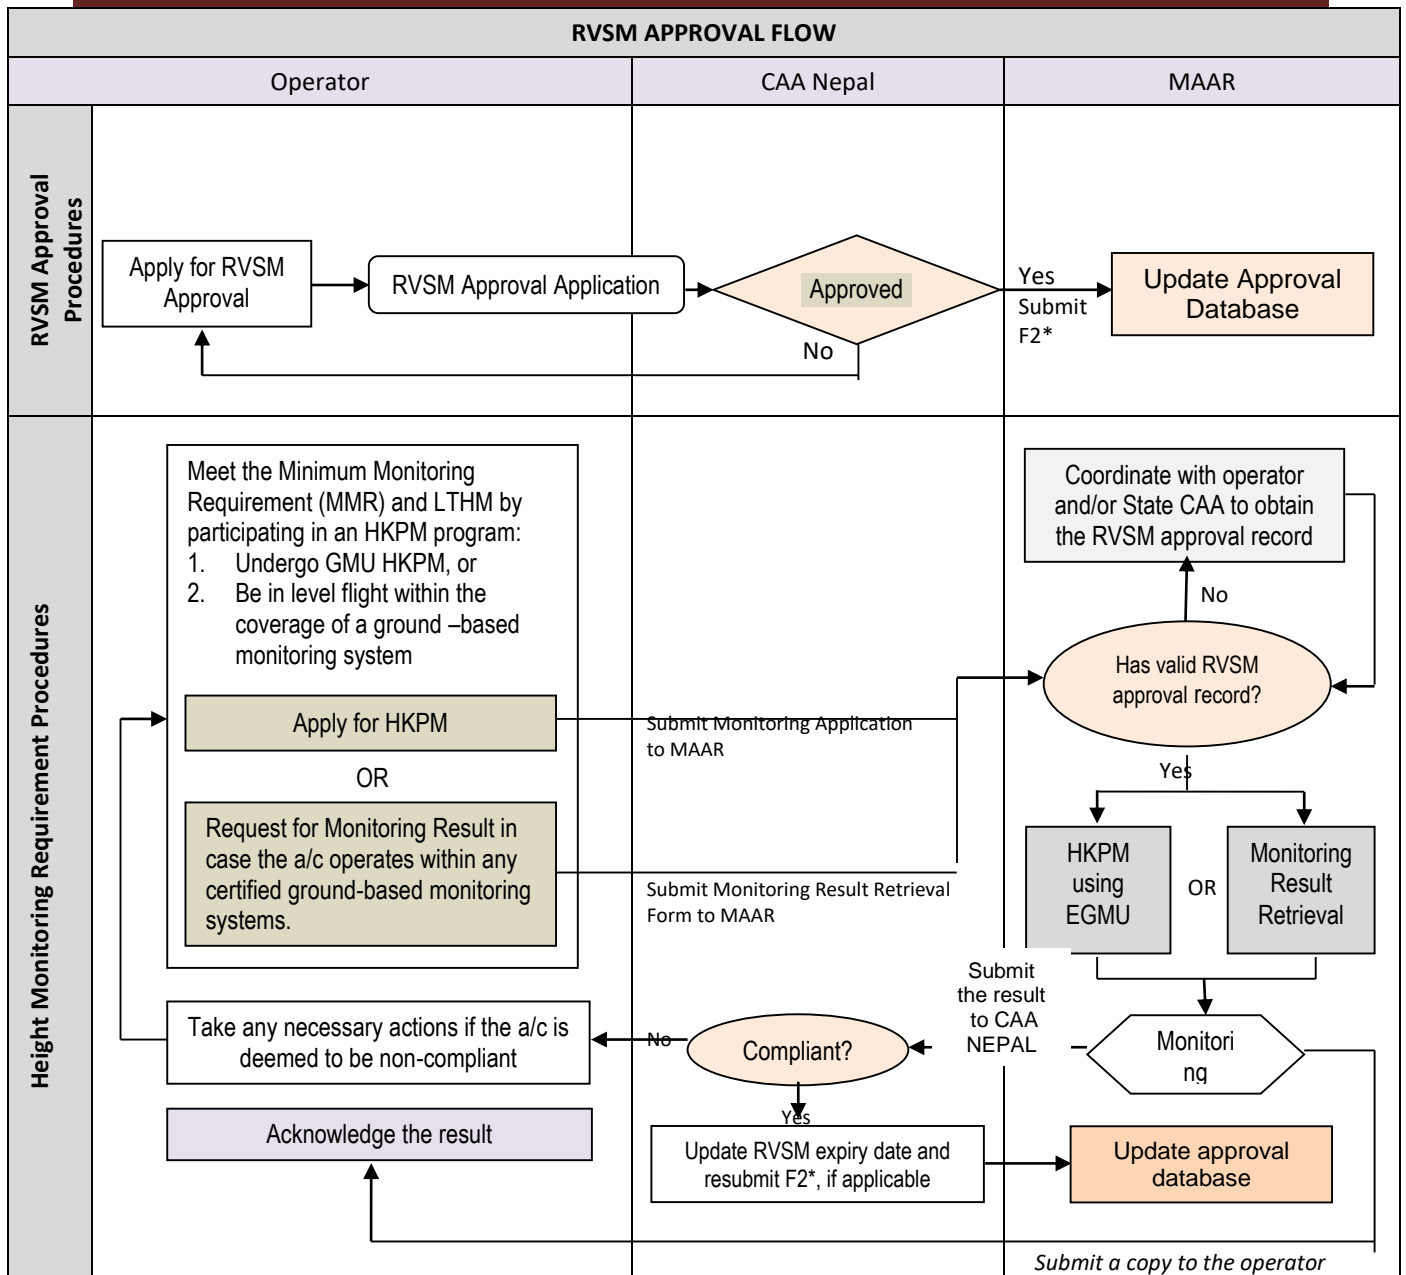 RVSM APPROVAL FLOW
Operator
CAA Nepal
MAAR
RVSM Approval
Procedures
Apply for RVSM
Approval
RVSM Approval Application
Approved
Yes
Submit
F2*
No
Update Approval
Database
Height Monitoring Requirement Procedures
Meet the Minimum Monitoring
Requirement (MMR) and LTHM by
participating in an HKPM program:
1. Undergo GMU HKPM, or
2. Be in level flight within the
coverage of a ground –based
monitoring system
Apply for HKPM
OR
Request for Monitoring Result in
case the a/c operates within any
certified ground-based monitoring
systems.
Submit Monitoring Application
to MAAR
Submit Monitoring Result Retrieval
Form to MAAR
Coordinate with operator
and/or State CAA to obtain
the RVSM approval record
No
Has valid RVSM
approval record?
Yes
HKPM
using
EGMU
OR
Monitoring
Result
Retrieval
Submit
the result
to CAA
NEPAL
Monitori
ng
Compliant?
No
Take any necessary actions if the a/c is
deemed to be non-compliant
Yes
Acknowledge the result
Update RVSM expiry date and
resubmit F2*, if applicable
Update approval
database
Submit a copy to the operator